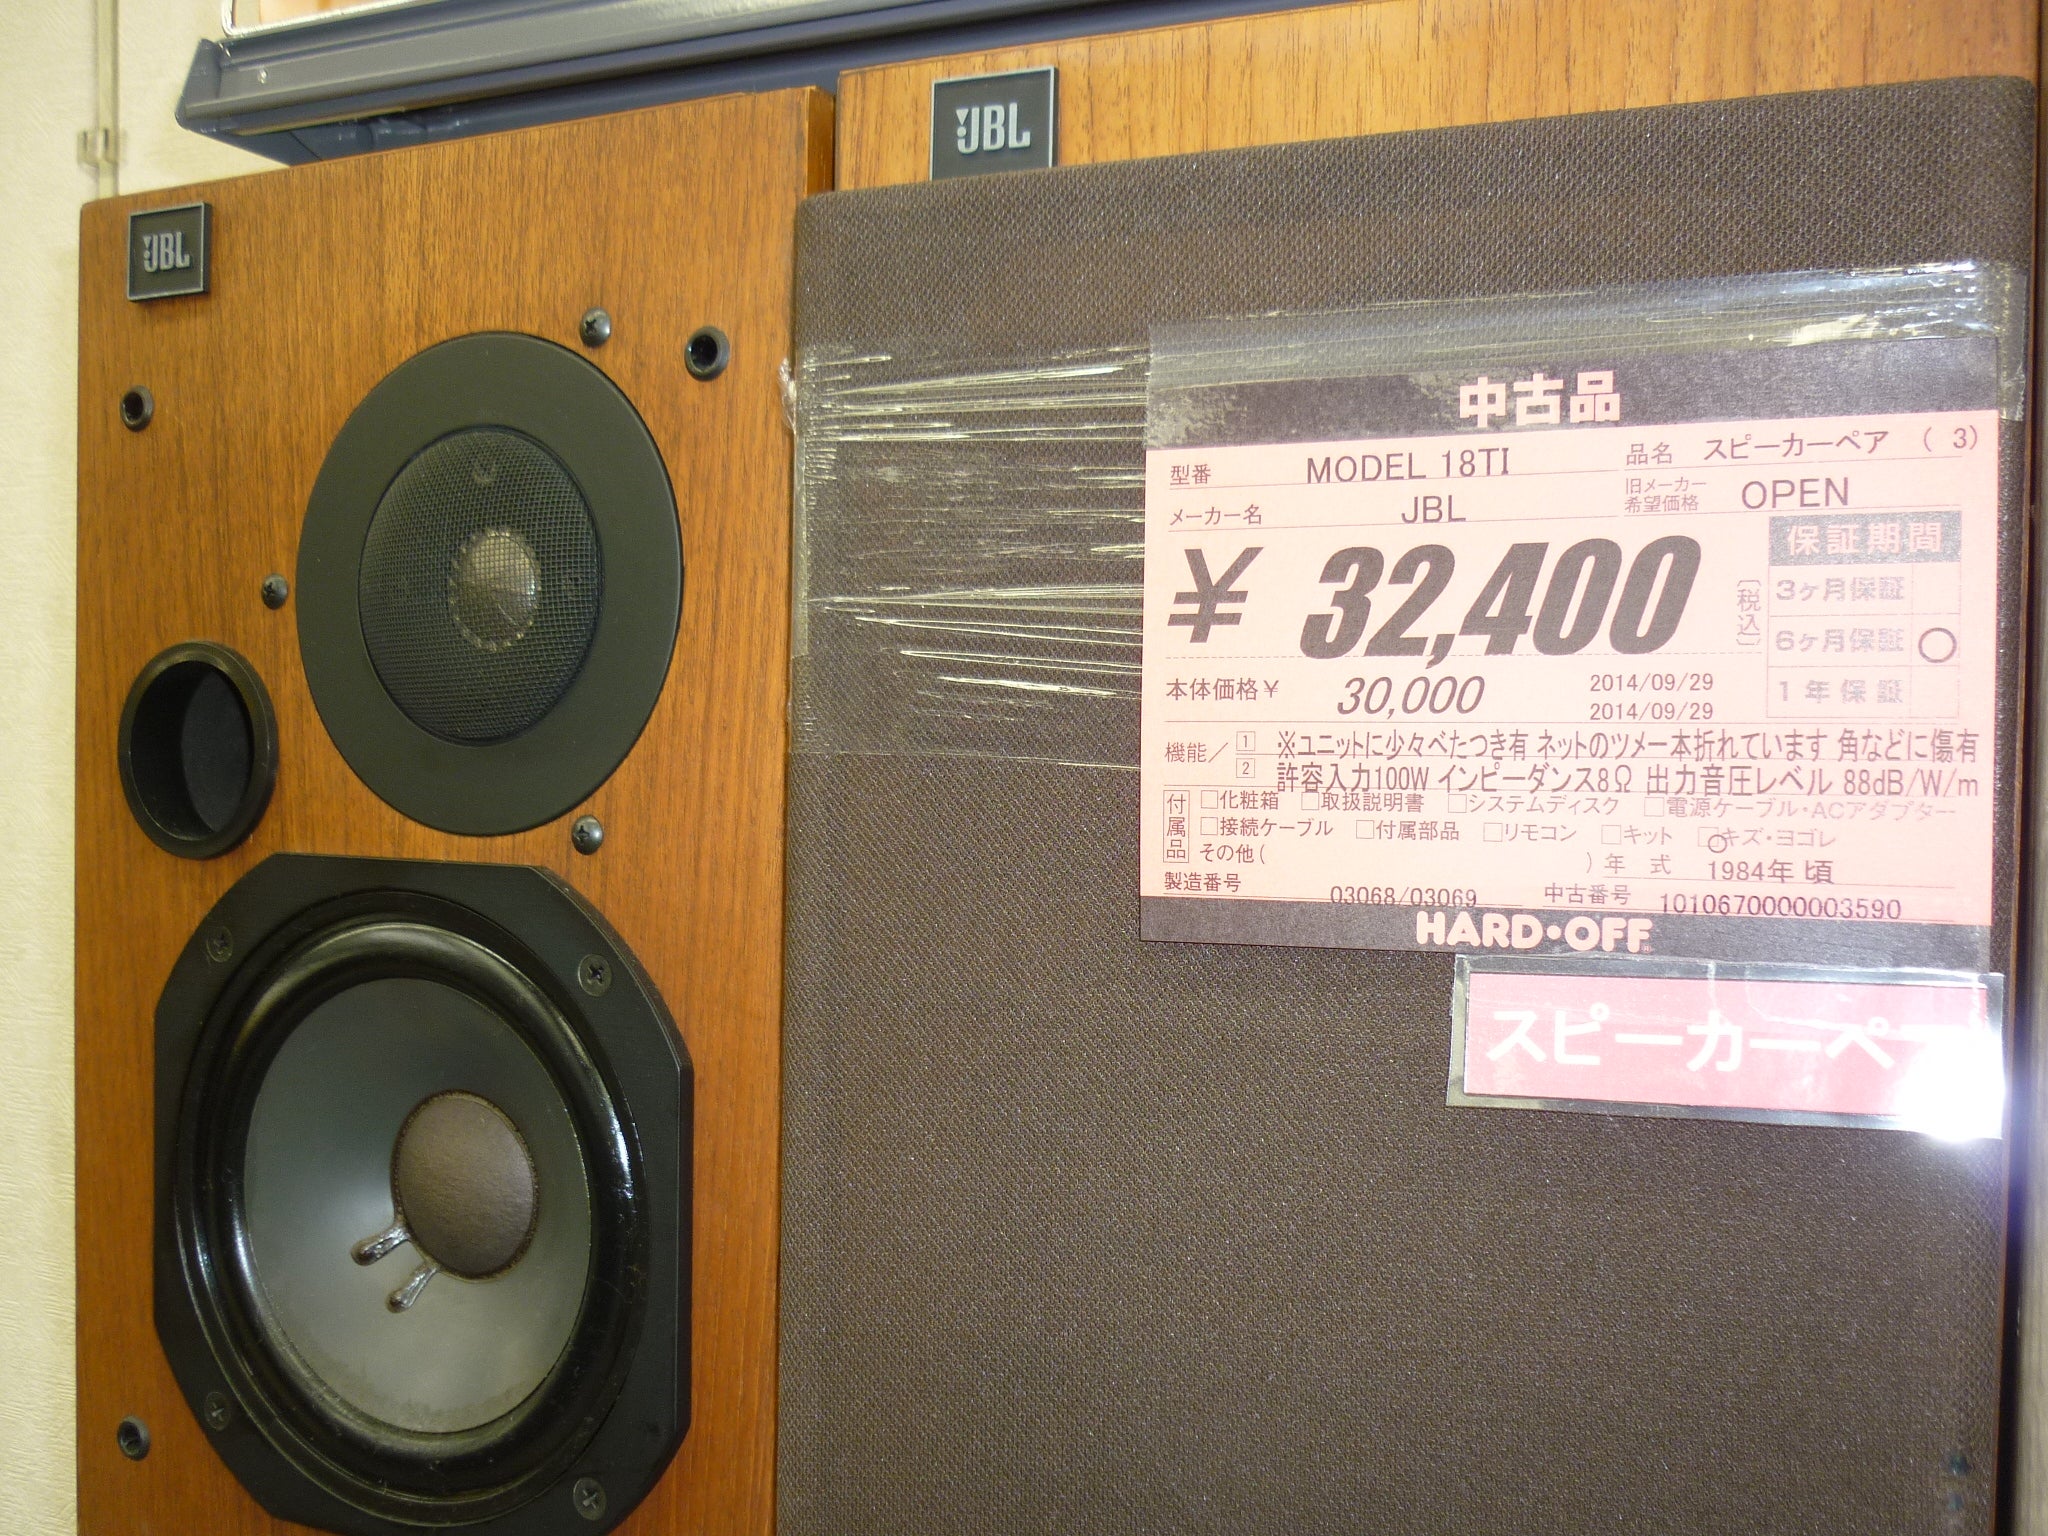 JBL
JBL
中古品
型番 MODEL 18TI 品名 スピーカーペア ( 3)
メーカー名 JBL 旧メーカー希望価格 OPEN
¥ 32,400 〔税込〕
保証期間
3ヶ月保証
6ヶ月保証 ○
1年保証
本体価格¥ 30,000 2014/09/29
2014/09/29
機能/ 1 ※ユニットに少々べたつき有 ネットのツメ一本折れています 角などに傷有
2 許容入力100W インピーダンス8Ω 出力音圧レベル 88dB/W/m
付属品 □化粧箱 □取扱説明書 □システムディスク □電源ケーブル・ACアダプター
□接続ケーブル □付属部品 □リモコン □キット □キズ・ヨゴレ
その他( ) 年 式 1984年 頃
製造番号 03068/03069 中古番号 1010670000003590
HARD・OFF
スピーカーペア